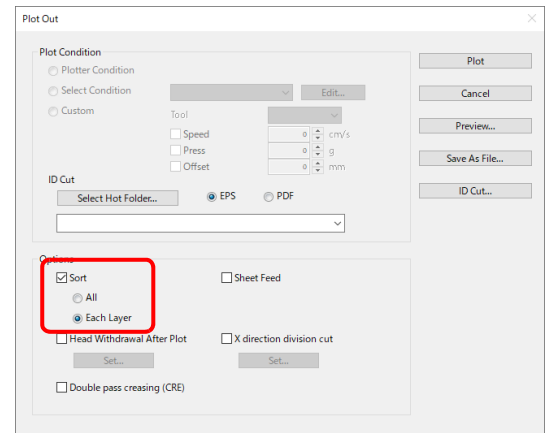 Plot Out
Plot Condition
Plotter Condition
Select Condition
Edit...
Custom
Tool
Speed
0
cm/s
Press
0
g
Offset
0
mm
ID Cut
Select Hot Folder...
EPS
PDF
Options
Sort
Sheet Feed
All
Each Layer
Head Withdrawal After Plot
X direction division cut
Set...
Set...
Double pass creasing (CRE)
Plot
Cancel
Preview...
Save As File...
ID Cut...